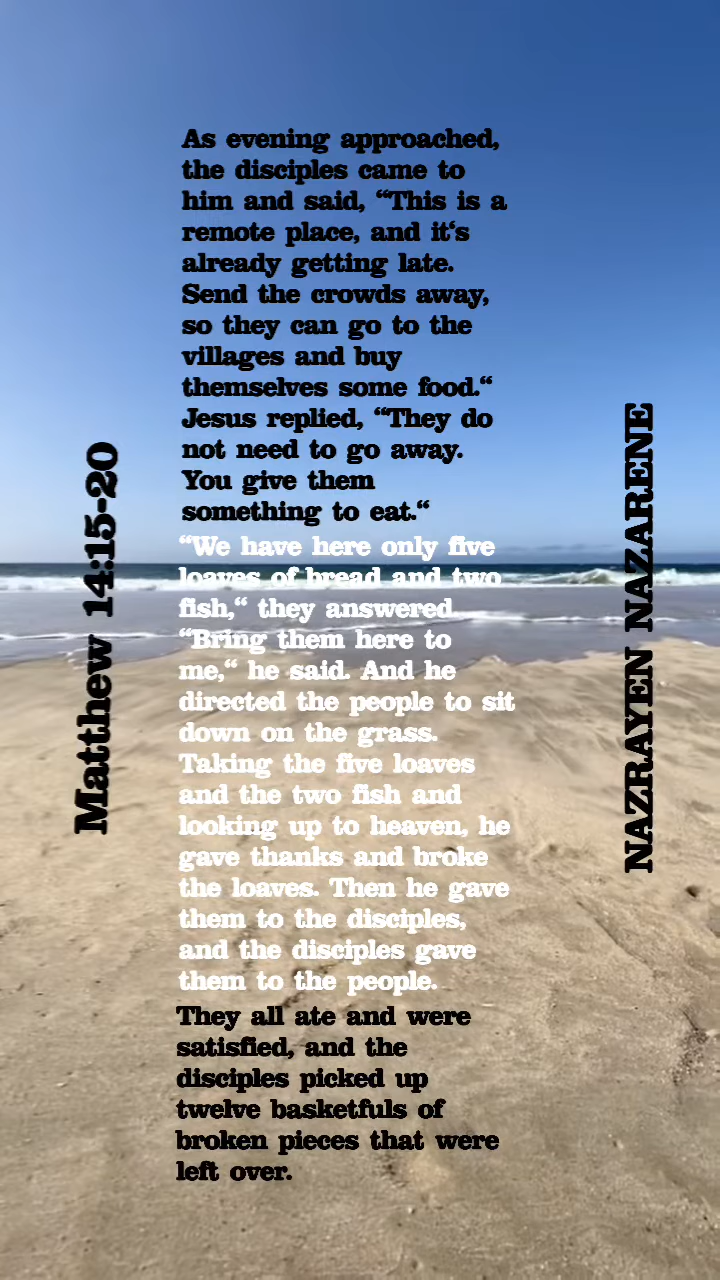 As evening approached,
the disciples came to
him and said, “This is a
remote place, and it‘s
already getting late.
Send the crowds away,
so they can go to the
villages and buy
themselves some food.“
Jesus replied, “They do
not need to go away.
You give them
something to eat.“
“We have here only five
loaves of bread and two
fish,“ they answered.
“Bring them here to
me,“ he said. And he
directed the people to sit
down on the grass.
Taking the five loaves
and the two fish and
looking up to heaven, he
gave thanks and broke
the loaves. Then he gave
them to the disciples,
and the disciples gave
them to the people.
They all ate and were
satisfied, and the
disciples picked up
twelve basketfuls of
broken pieces that were
left over.
Matthew 14:15-20
NAZRAYEN NAZARENE